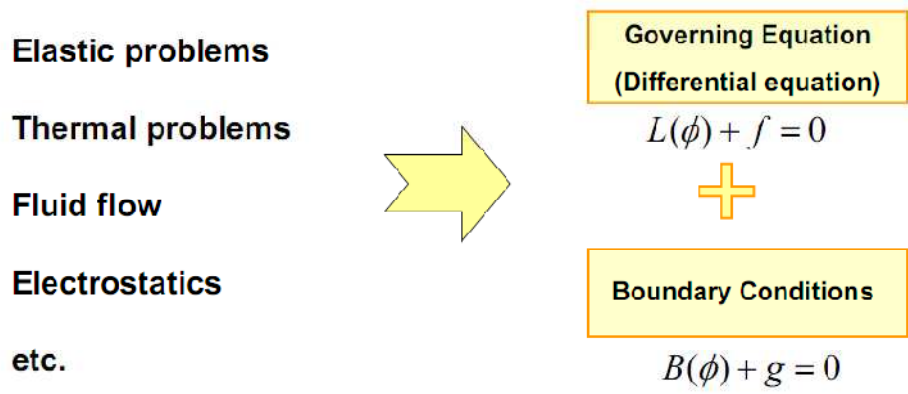 Elastic problems
Thermal problems
Fluid flow
Electrostatics
etc.
Governing Equation
(Differential equation)
L(ϕ) + f = 0
Boundary Conditions
B(ϕ) + g = 0